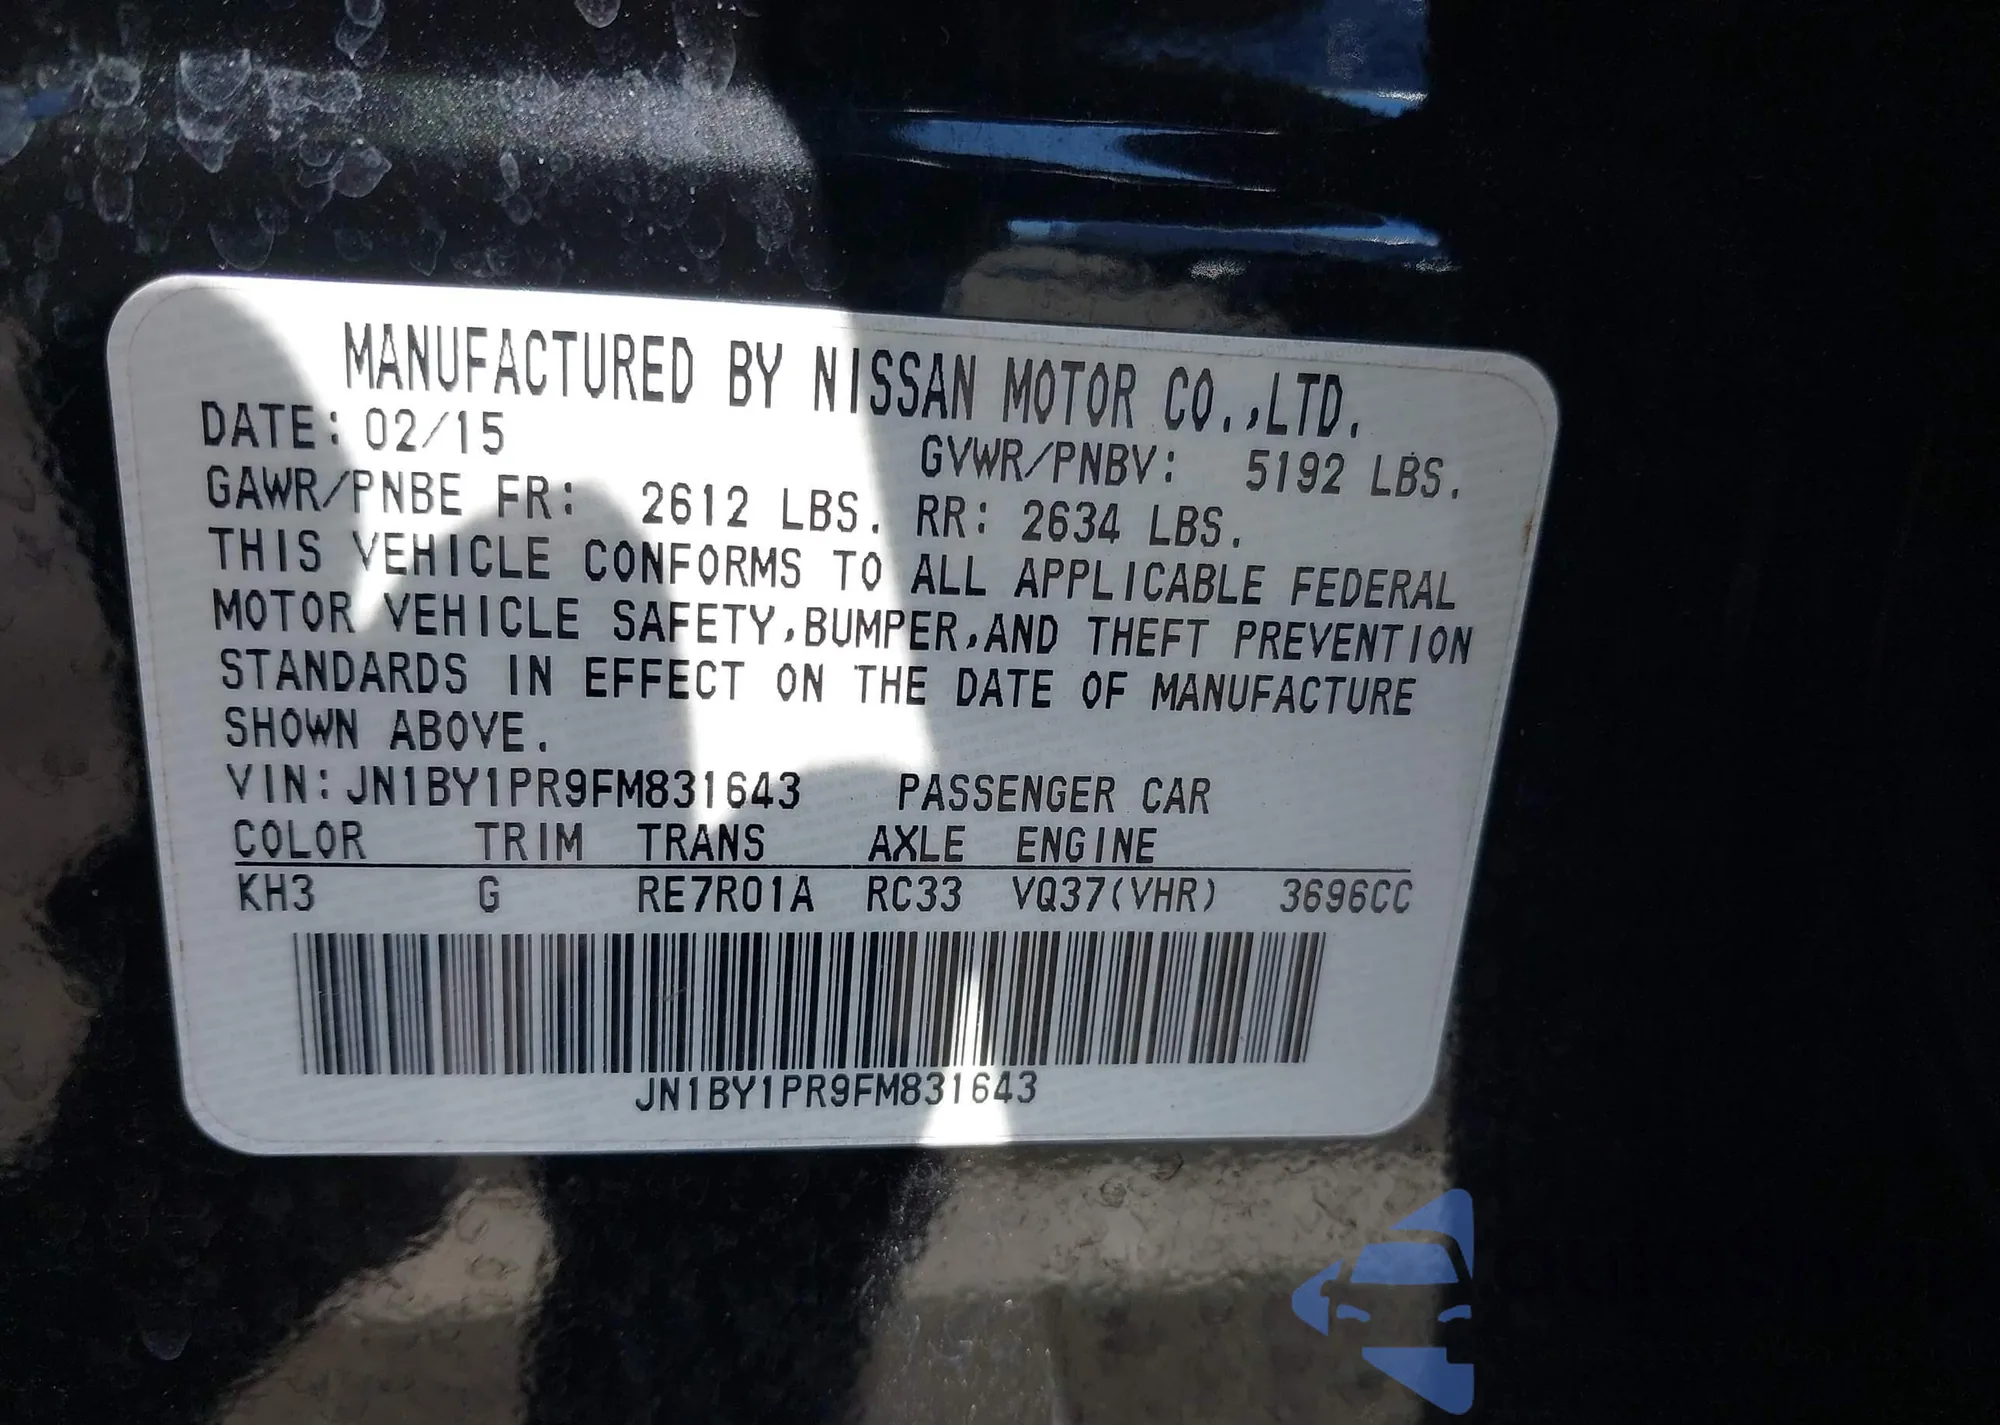 MANUFACTURED BY NISSAN MOTOR CO.,LTD.
DATE: 02/15 GVWR/PNBV: 5192 LBS.
GAWR/PNBE FR: 2612 LBS. RR: 2634 LBS.
THIS VEHICLE CONFORMS TO ALL APPLICABLE FEDERAL
MOTOR VEHICLE SAFETY,BUMPER,AND THEFT PREVENTION
STANDARDS IN EFFECT ON THE DATE OF MANUFACTURE
SHOWN ABOVE.
VIN:JN1BY1PR9FM831643 PASSENGER CAR
COLOR TRIM TRANS AXLE ENGINE
KH3 G RE7R01A RC33 VQ37(VHR) 3696CC
JN1BY1PR9FM831643